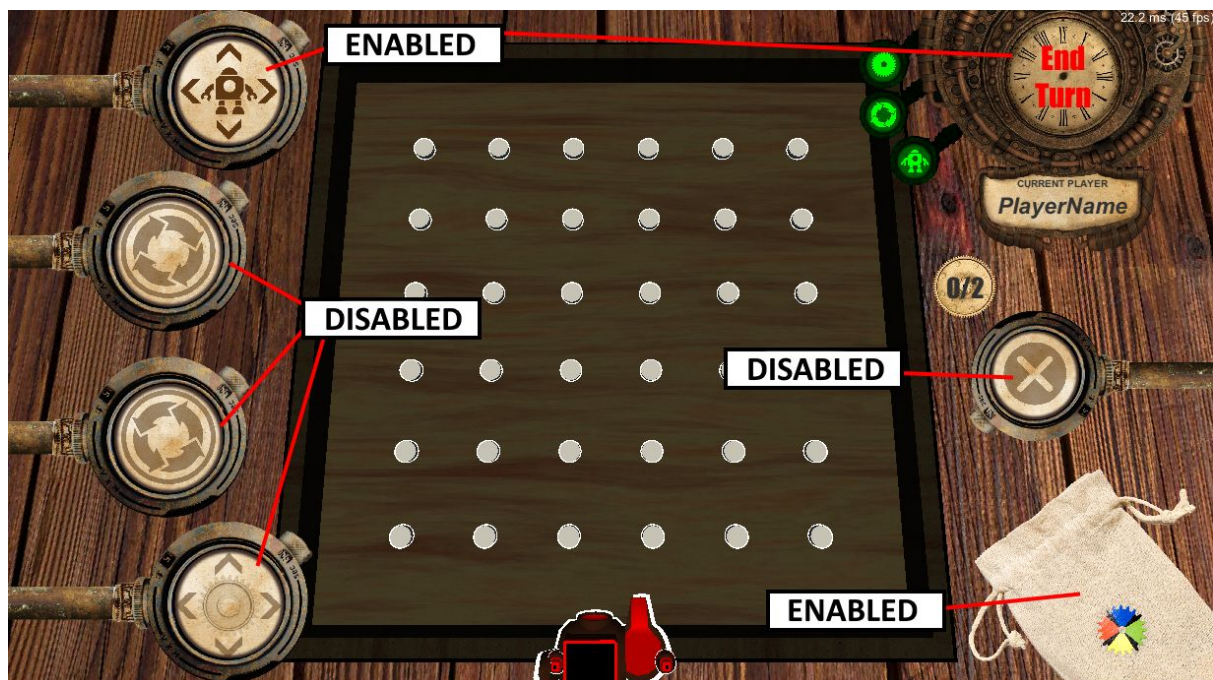 22.2 ms (45 fps)
ENABLED
End
Turn
CURRENT PLAYER
PlayerName
0/2
DISABLED
DISABLED
ENABLED